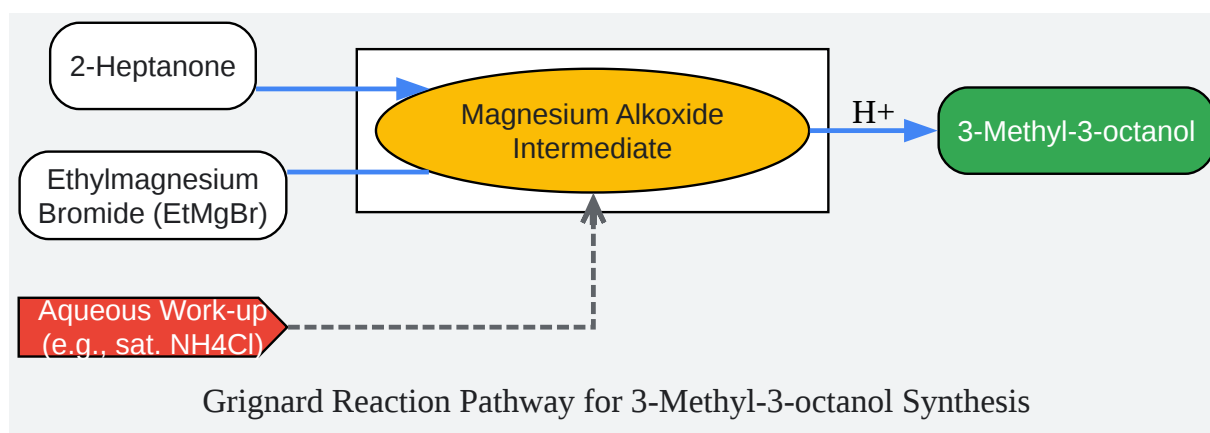 2-Heptanone
Magnesium Alkoxide
Intermediate
H+
3-Methyl-3-octanol
Ethylmagnesium
Bromide (EtMgBr)
Aqueous Work-up
(e.g., sat. NH4Cl)
Grignard Reaction Pathway for 3-Methyl-3-octanol Synthesis